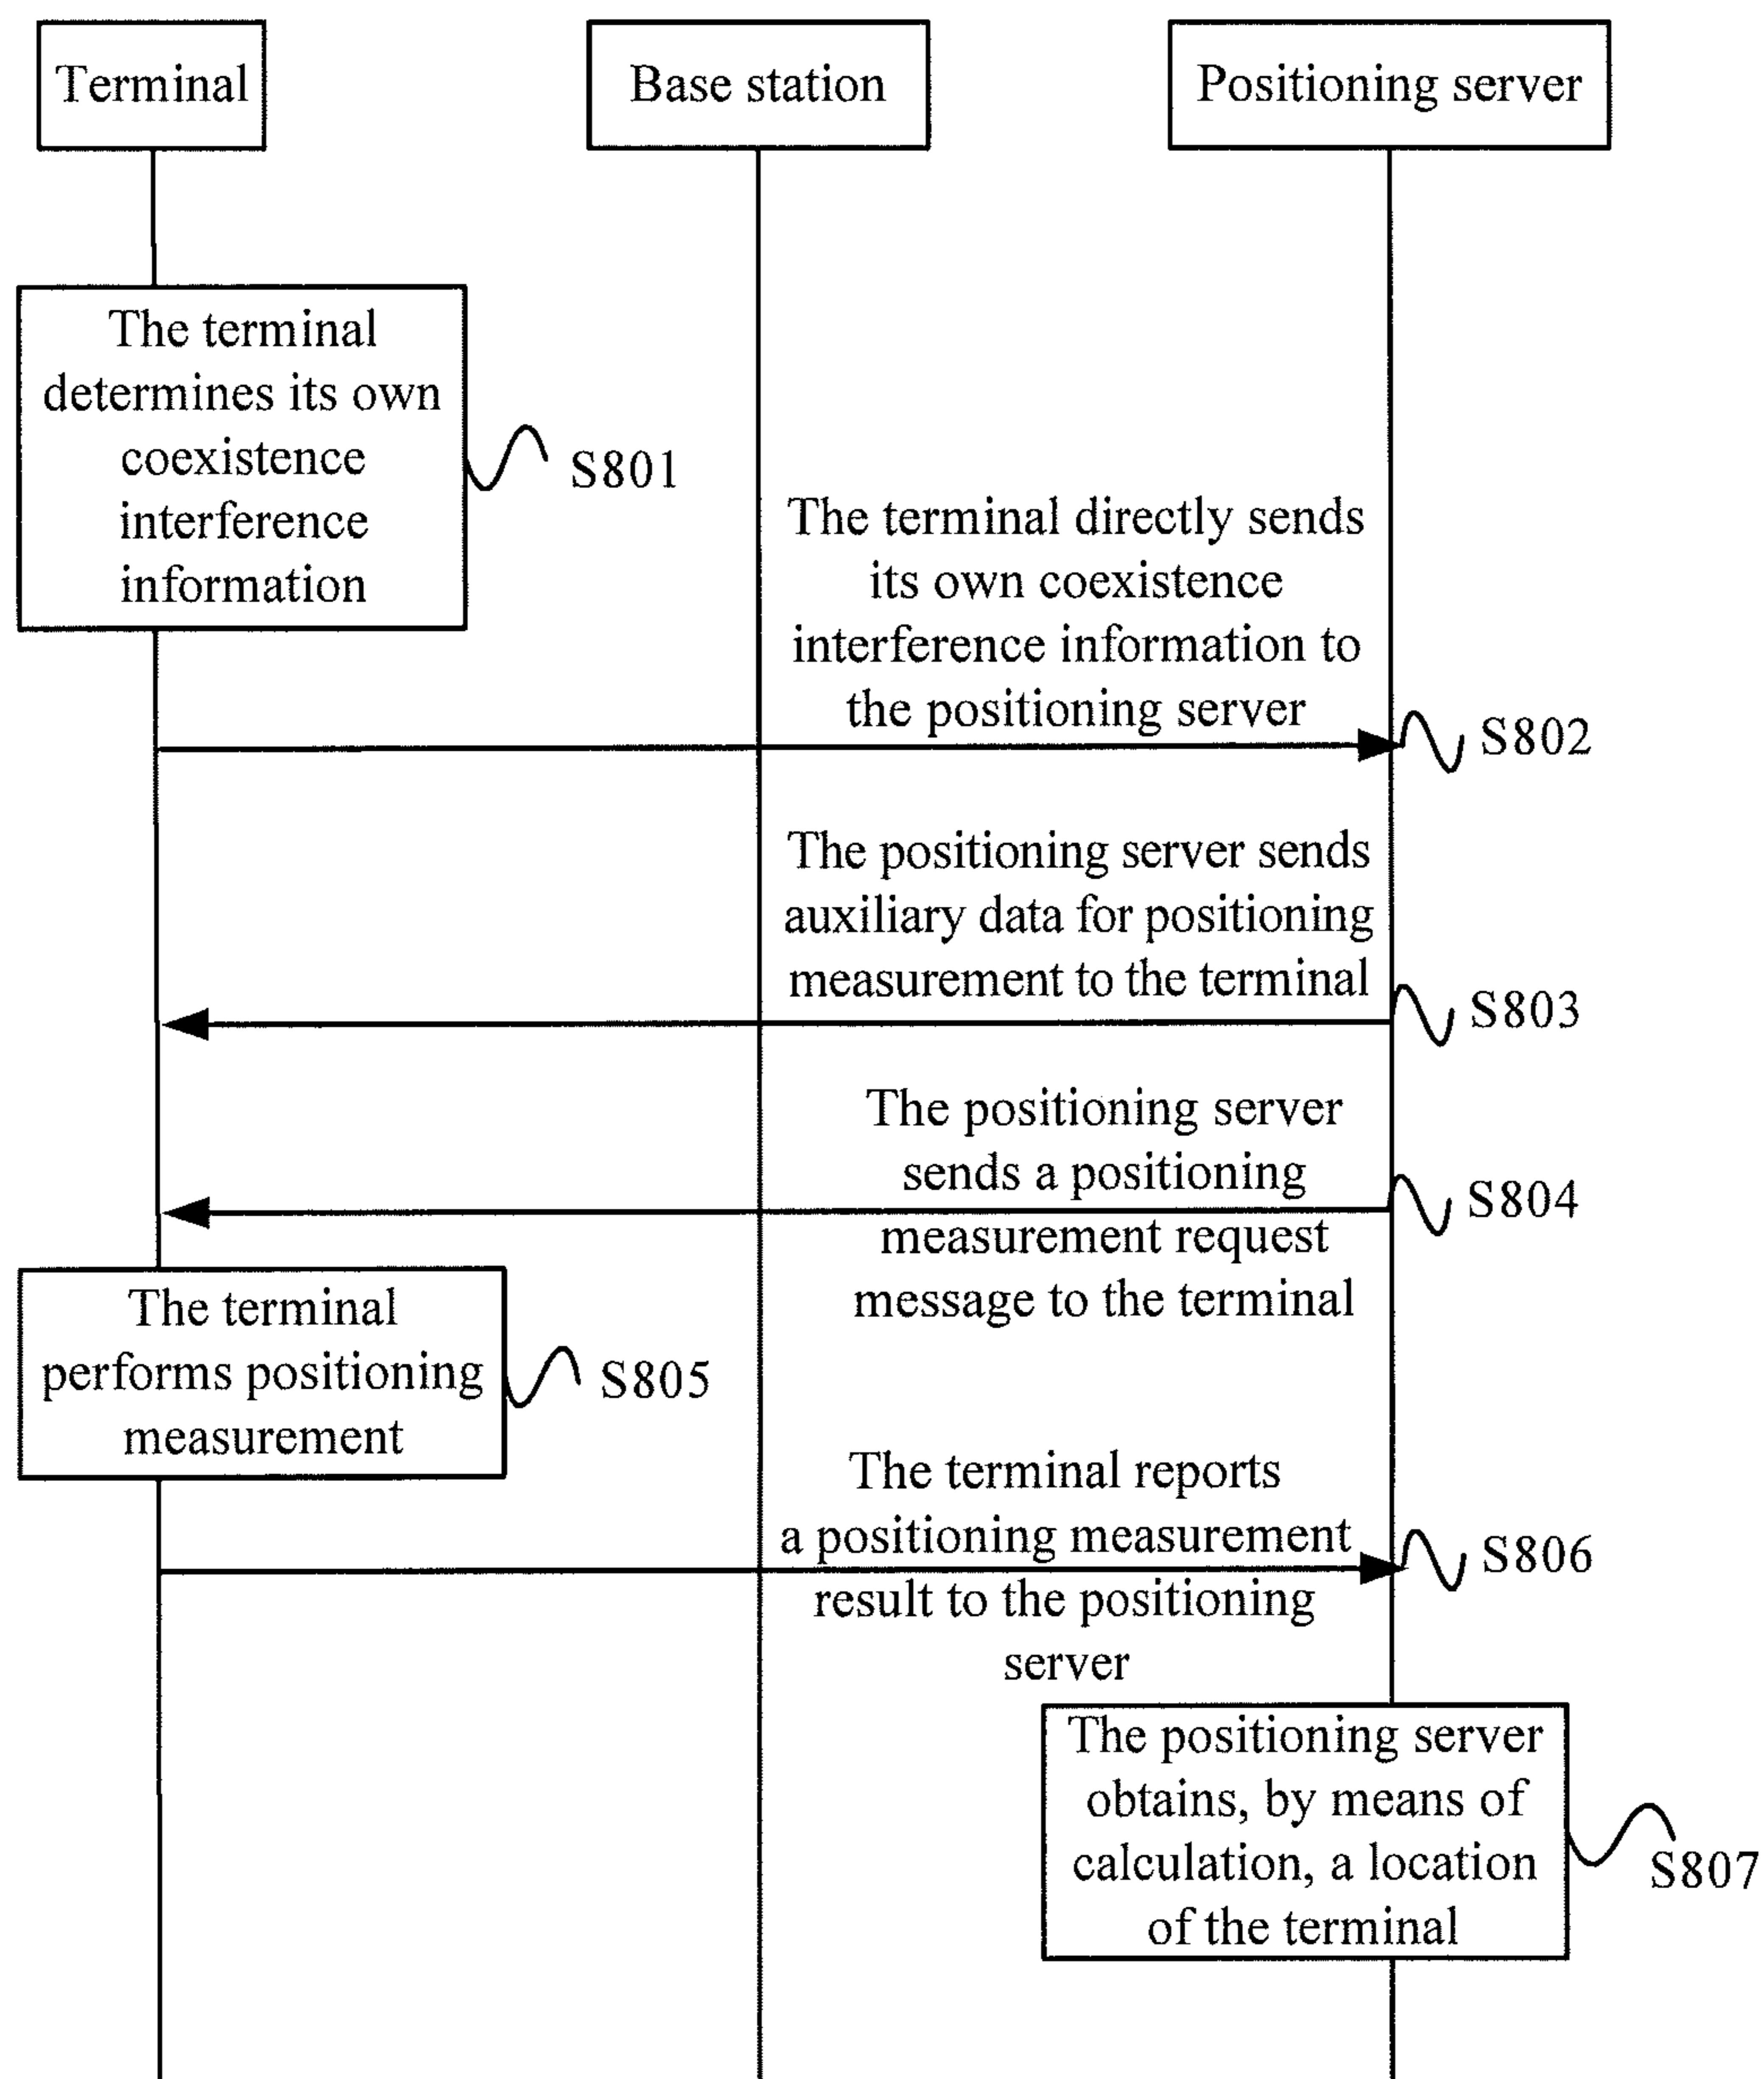 Terminal
Base station
Positioning server
The terminal
determines its own
coexistence
interference
information
S801
The terminal directly sends
its own coexistence
interference information to
the positioning server
S802
The positioning server sends
auxiliary data for positioning
measurement to the terminal
S803
The positioning server
sends a positioning
measurement request
message to the terminal
S804
The terminal
performs positioning
measurement
S805
The terminal reports
a positioning measurement
result to the positioning
server
S806
The positioning server
obtains, by means of
calculation, a location
of the terminal
S807